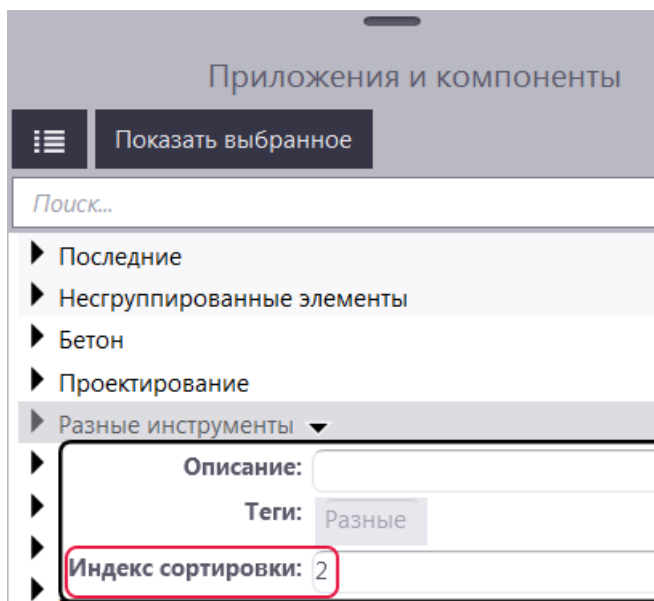 Приложения и компоненты
Показать выбранное
Поиск...
Последние
Несгруппированные элементы
Бетон
Проектирование
Разные инструменты
Описание:
Теги: Разные
Индекс сортировки: 2